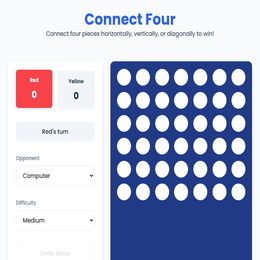 Connect Four
Connect four pieces horizontally, vertically, or diagonally to win!
Red
0
Yellow
0
Red's turn
Opponent
Computer
Difficulty
Medium
Undo Move